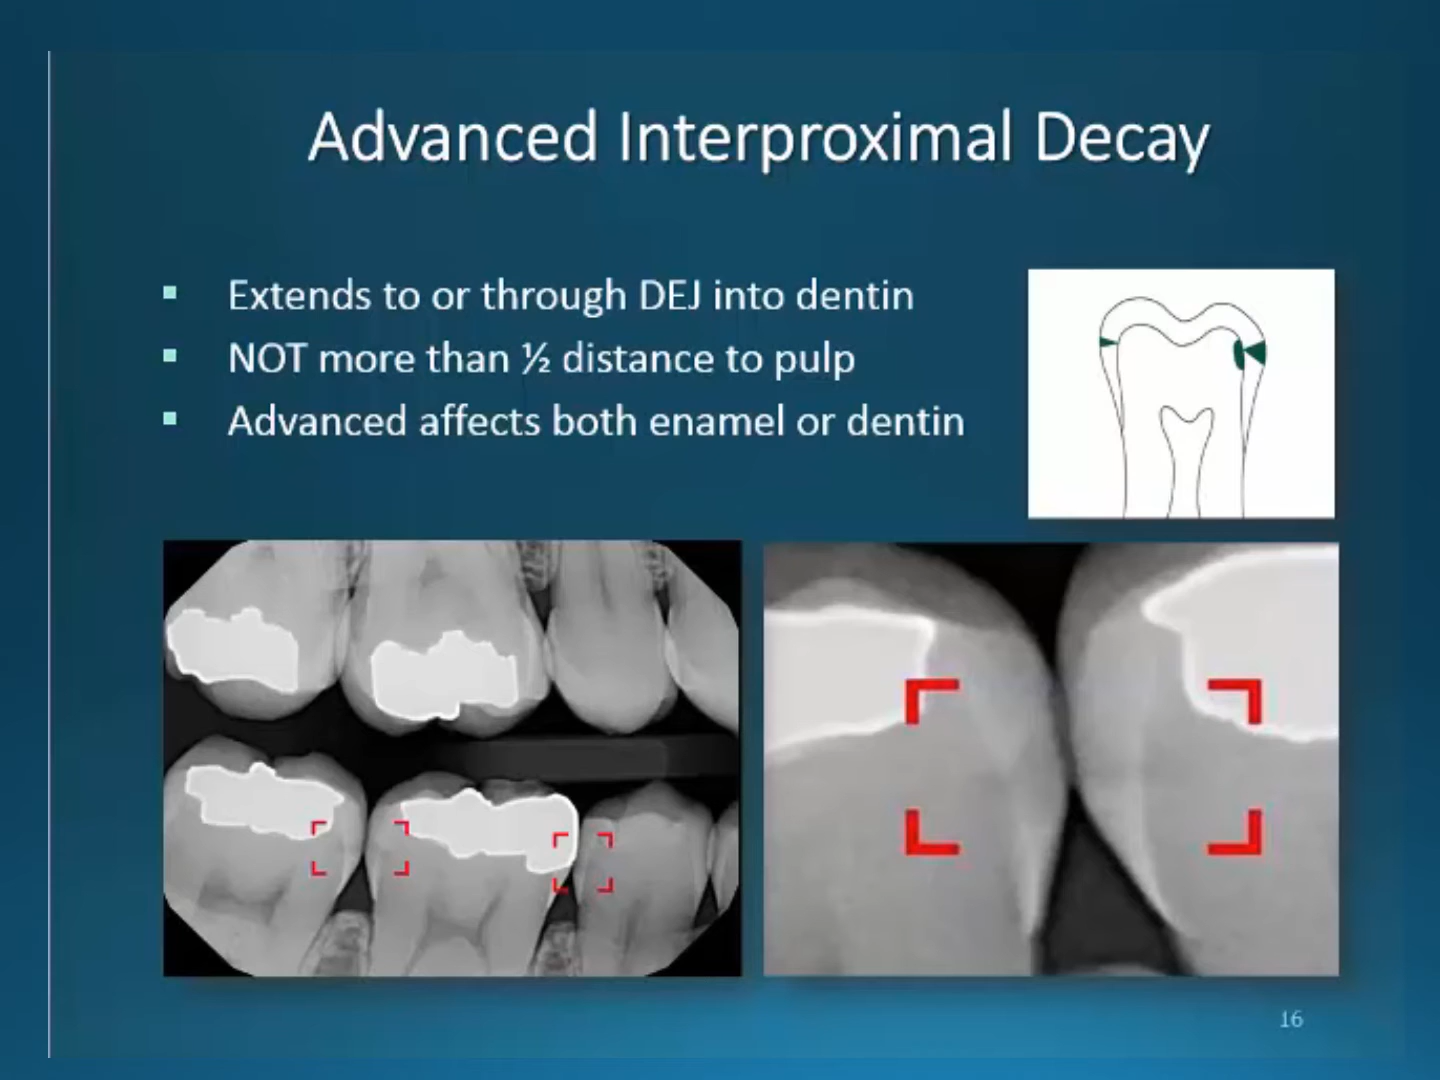 Advanced Interproximal Decay
▪ Extends to or through DEJ into dentin
▪ NOT more than ½ distance to pulp
▪ Advanced affects both enamel or dentin
16